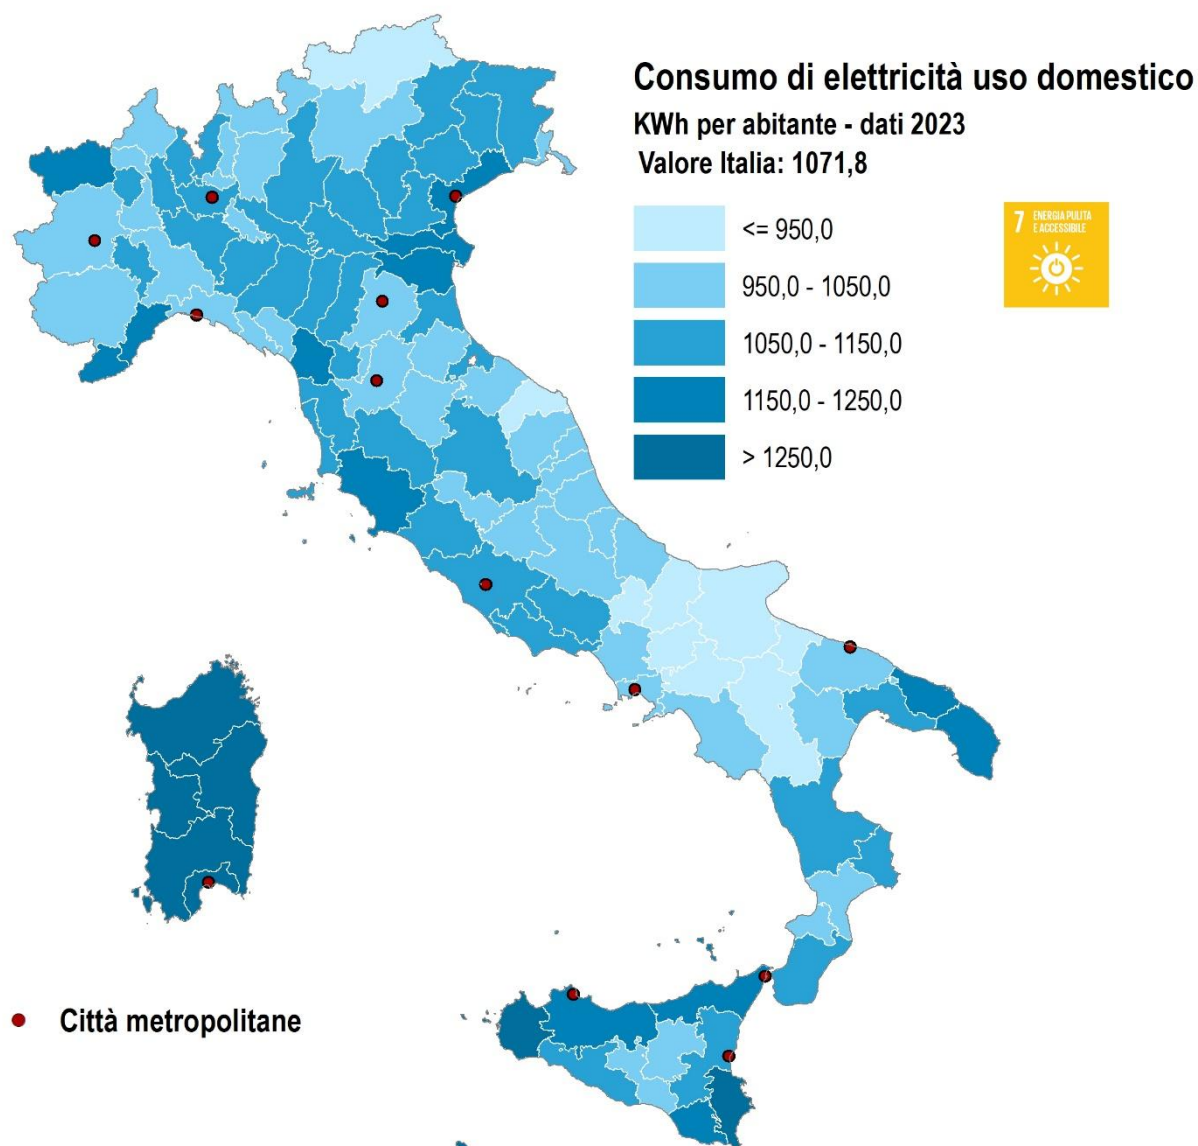 Consumo di elettricità uso domestico
KWh per abitante - dati 2023
Valore Italia: 1071,8
<= 950,0
950,0 - 1050,0
1050,0 - 1150,0
1150,0 - 1250,0
> 1250,0
7 ENERGIA PULITA
E ACCESSIBILE
Città metropolitane